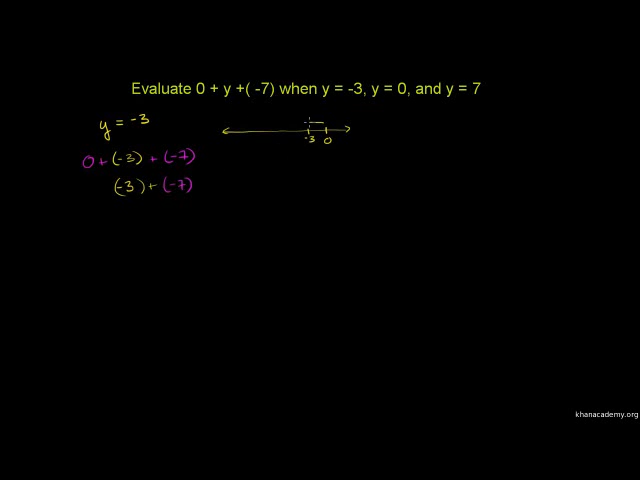 Evaluate 0 + y +( -7) when y = -3, y = 0, and y = 7
y = -3
-3 0
0 + (-3) + (-7)
(-3) + (-7)
khanacademy.org